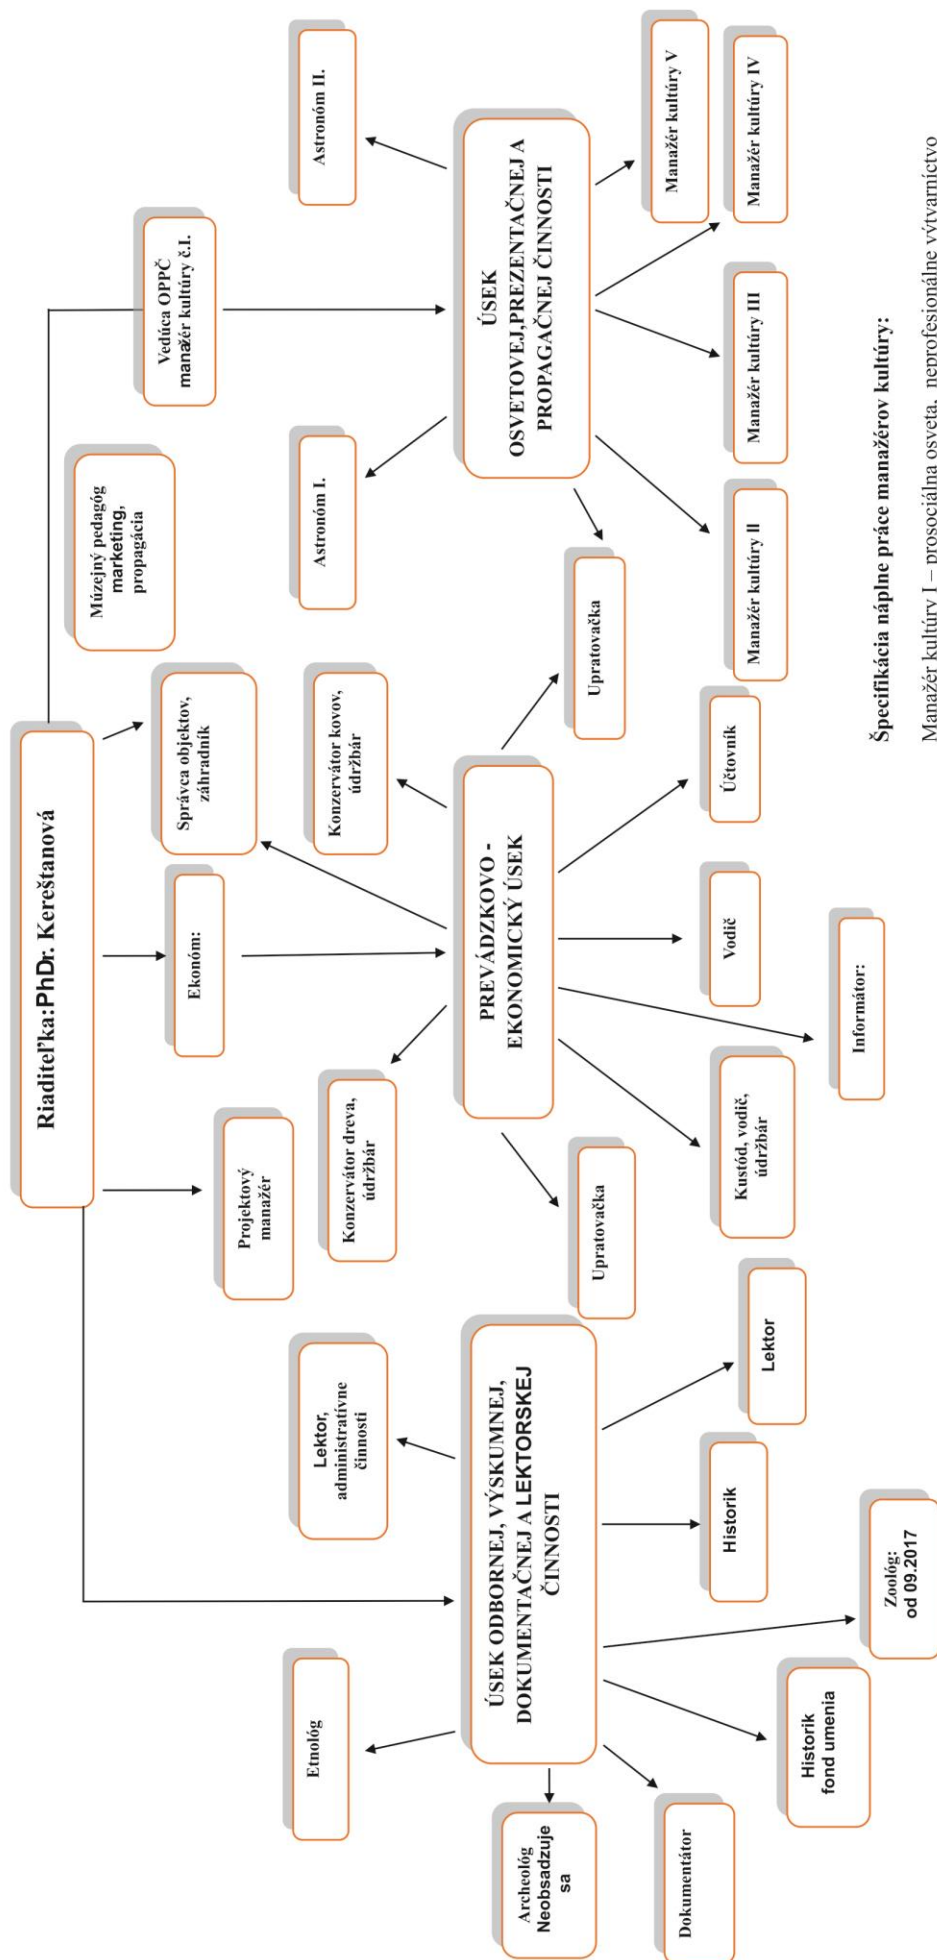 Riaditeľka:PhDr. Kereštanová
Projektový
manažér
Ekonóm:
Správca objektov,
záhradník
Múzejný pedagóg
marketing,
propagácia
Vedúca OPPČ
manažér kultúry č.I.
Etnológ
Lektor,
administratívne
činnosti
Konzervátor dreva,
údržbár
Konzervátor kovov,
údržbár
Astronóm I.
Astronóm II.
ÚSEK ODBORNEJ, VÝSKUMNEJ,
DOKUMENTAČNEJ A LEKTORSKEJ
ČINNOSTI
PREVÁDZKOVO -
EKONOMICKÝ ÚSEK
ÚSEK
OSVETOVEJ,PREZENTAČNEJ A
PROPAGAČNEJ ČINNOSTI
Archeológ
Neobsadzuje
sa
Upratovačka
Upratovačka
Dokumentátor
Historik
fond umenia
Zoológ:
od 09.2017
Historik
Lektor
Kustód, vodič,
údržbár
Informátor:
Vodič
Účtovník
Manažér kultúry II
Manažér kultúry III
Manažér kultúry IV
Manažér kultúry V
Špecifikácia náplne práce manažérov kultúry:
Manažér kultúry I – prosociálna osveta, neprofesionálne výtvarníctvo